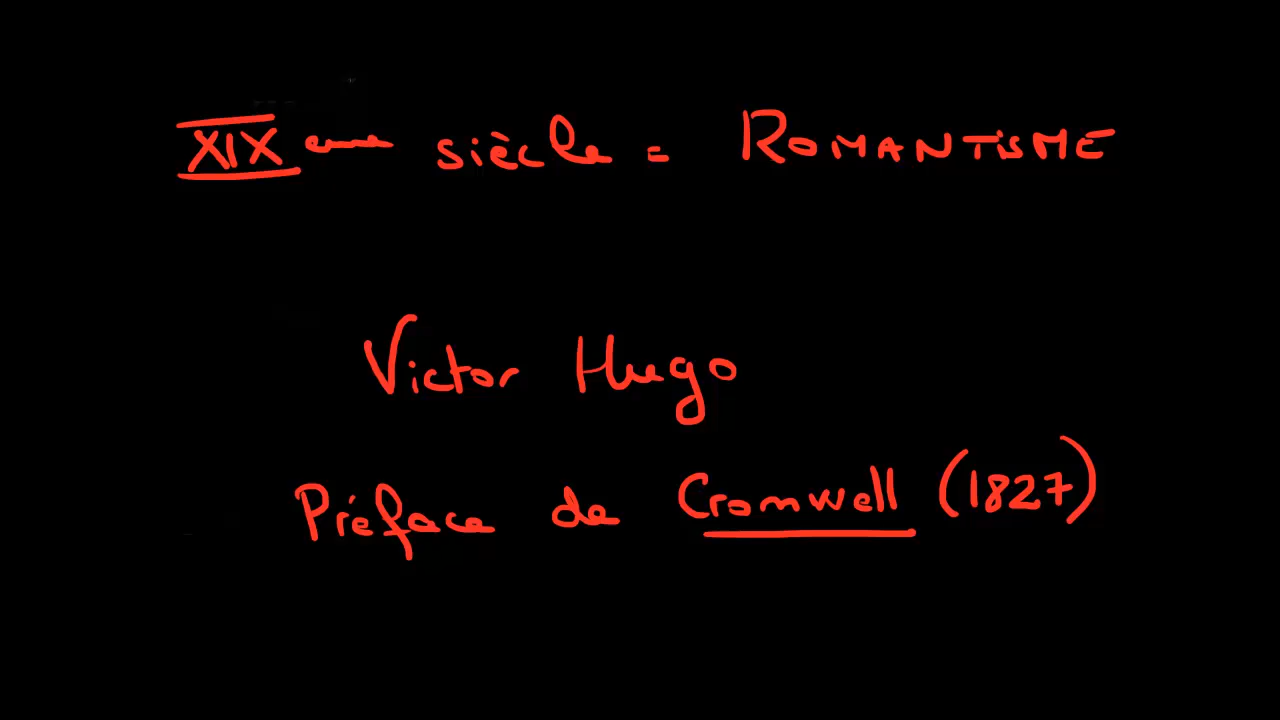 XIXème siècle = ROMANTISME
Victor Hugo
Préface de Cromwell (1827)